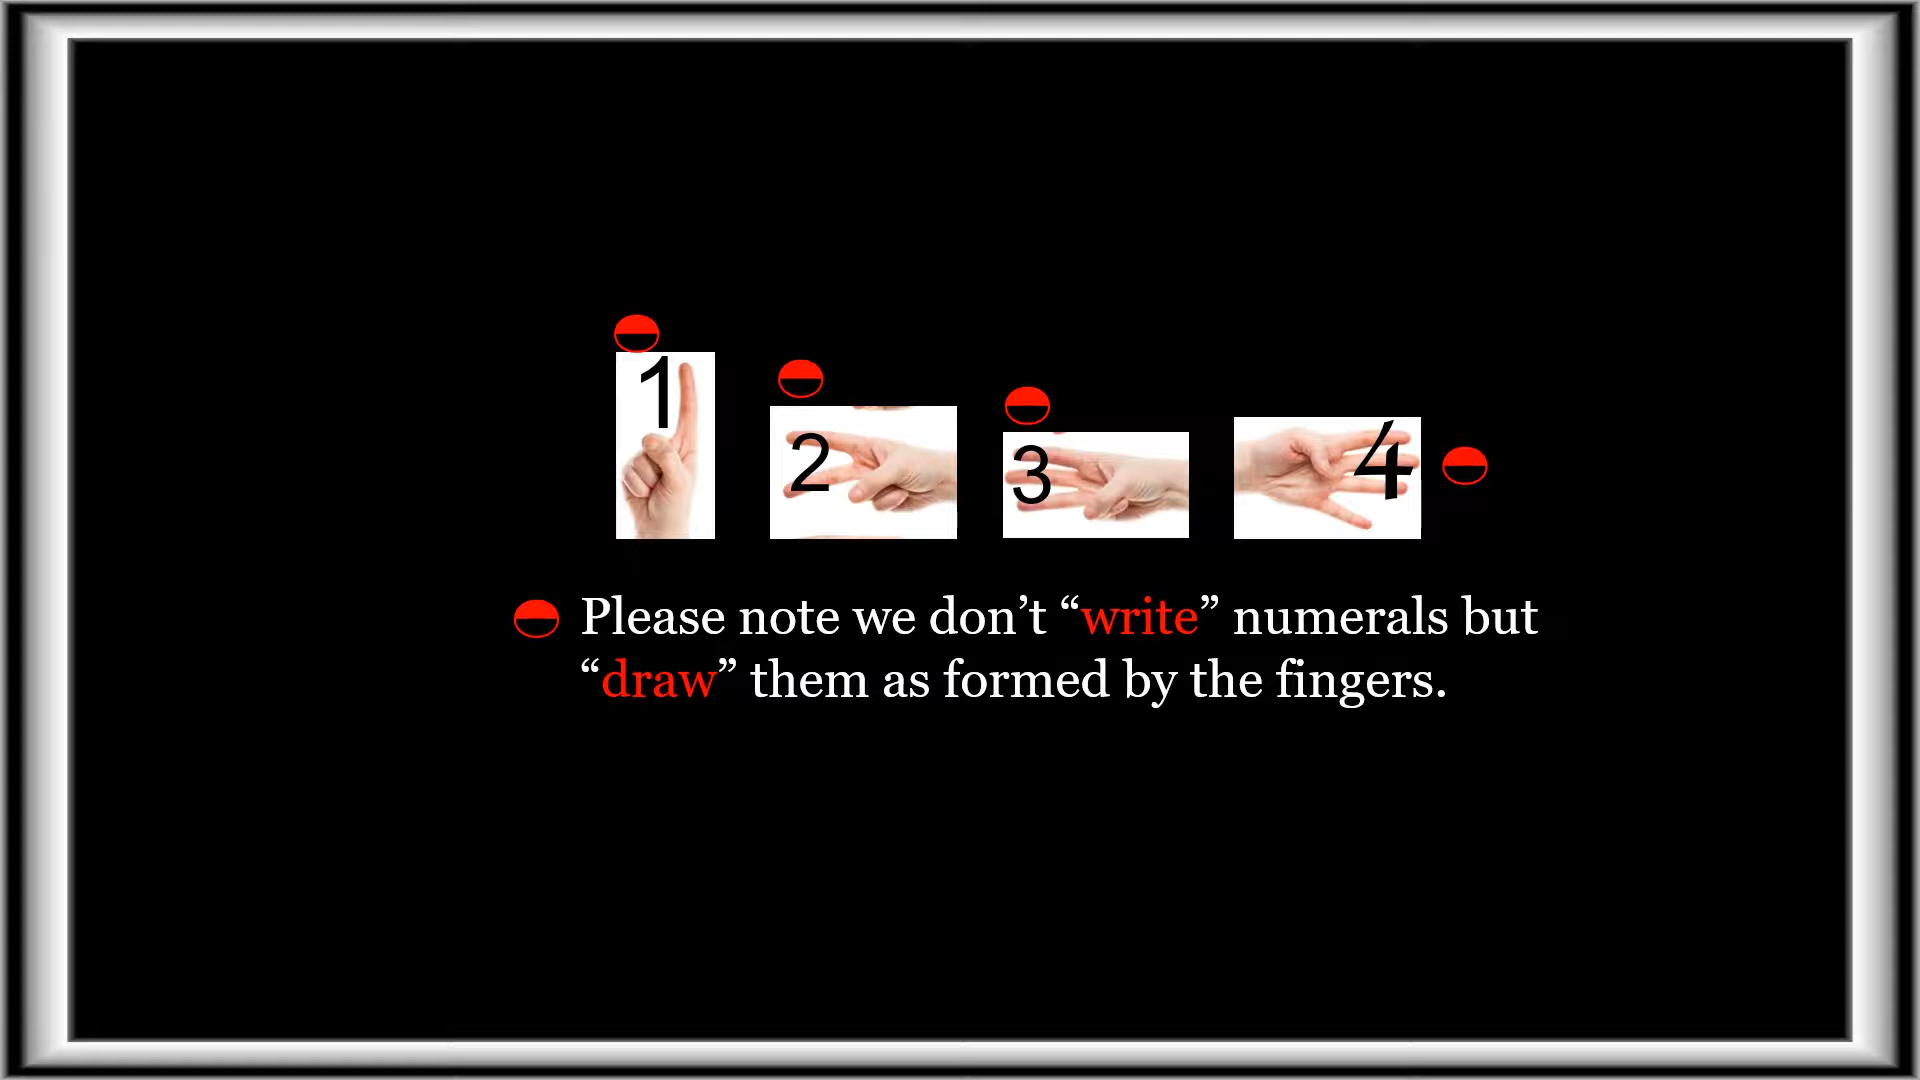 1 2 3 4
Please note we don’t “write” numerals but
“draw” them as formed by the fingers.